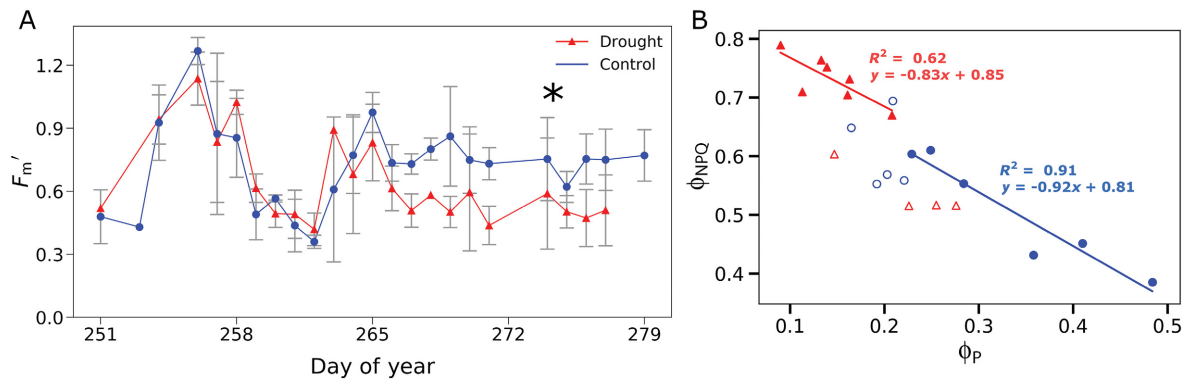 A
Fm′
1.2
0.9
0.6
0.3
0.0
251
258
265
272
279
Day of year
Drought
Control
*
B
ϕNPQ
0.8
0.7
0.6
0.5
0.4
0.1
0.2
0.3
0.4
0.5
ϕP
R² = 0.62
y = -0.83x + 0.85
R² = 0.91
y = -0.92x + 0.81